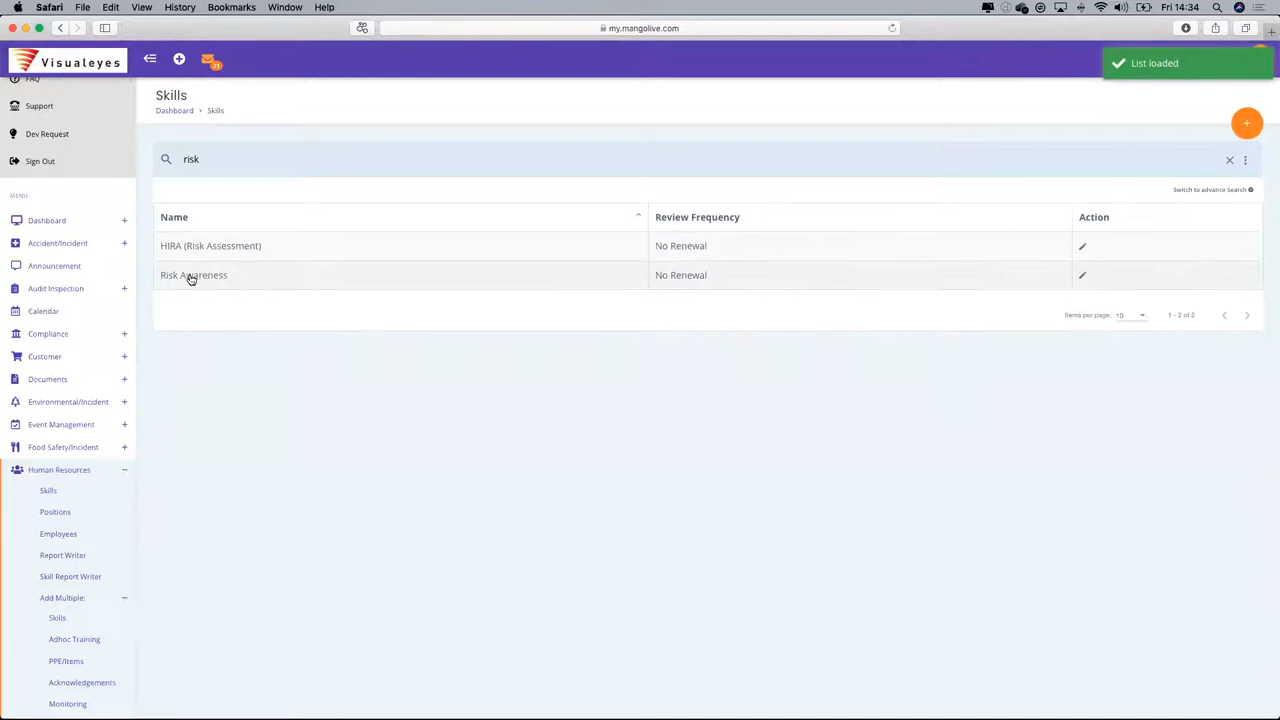 Safari File Edit View History Bookmarks Window Help Fri 14:34
my.mangolive.com
Visualeyes
21
List loaded
FAQ
Support
Dev Request
Sign Out
MENU
Dashboard
Accident/Incident
Announcement
Audit Inspection
Calendar
Compliance
Customer
Documents
Environmental/Incident
Event Management
Food Safety/Incident
Human Resources
Skills
Positions
Employees
Report Writer
Skill Report Writer
Add Multiple:
Skills
Adhoc Training
PPE/Items
Acknowledgements
Monitoring
Skills
Dashboard > Skills
risk
Switch to advance Search
Name Review Frequency Action
HIRA (Risk Assessment) No Renewal
Risk Awareness No Renewal
Items per page: 10 1 - 2 of 2